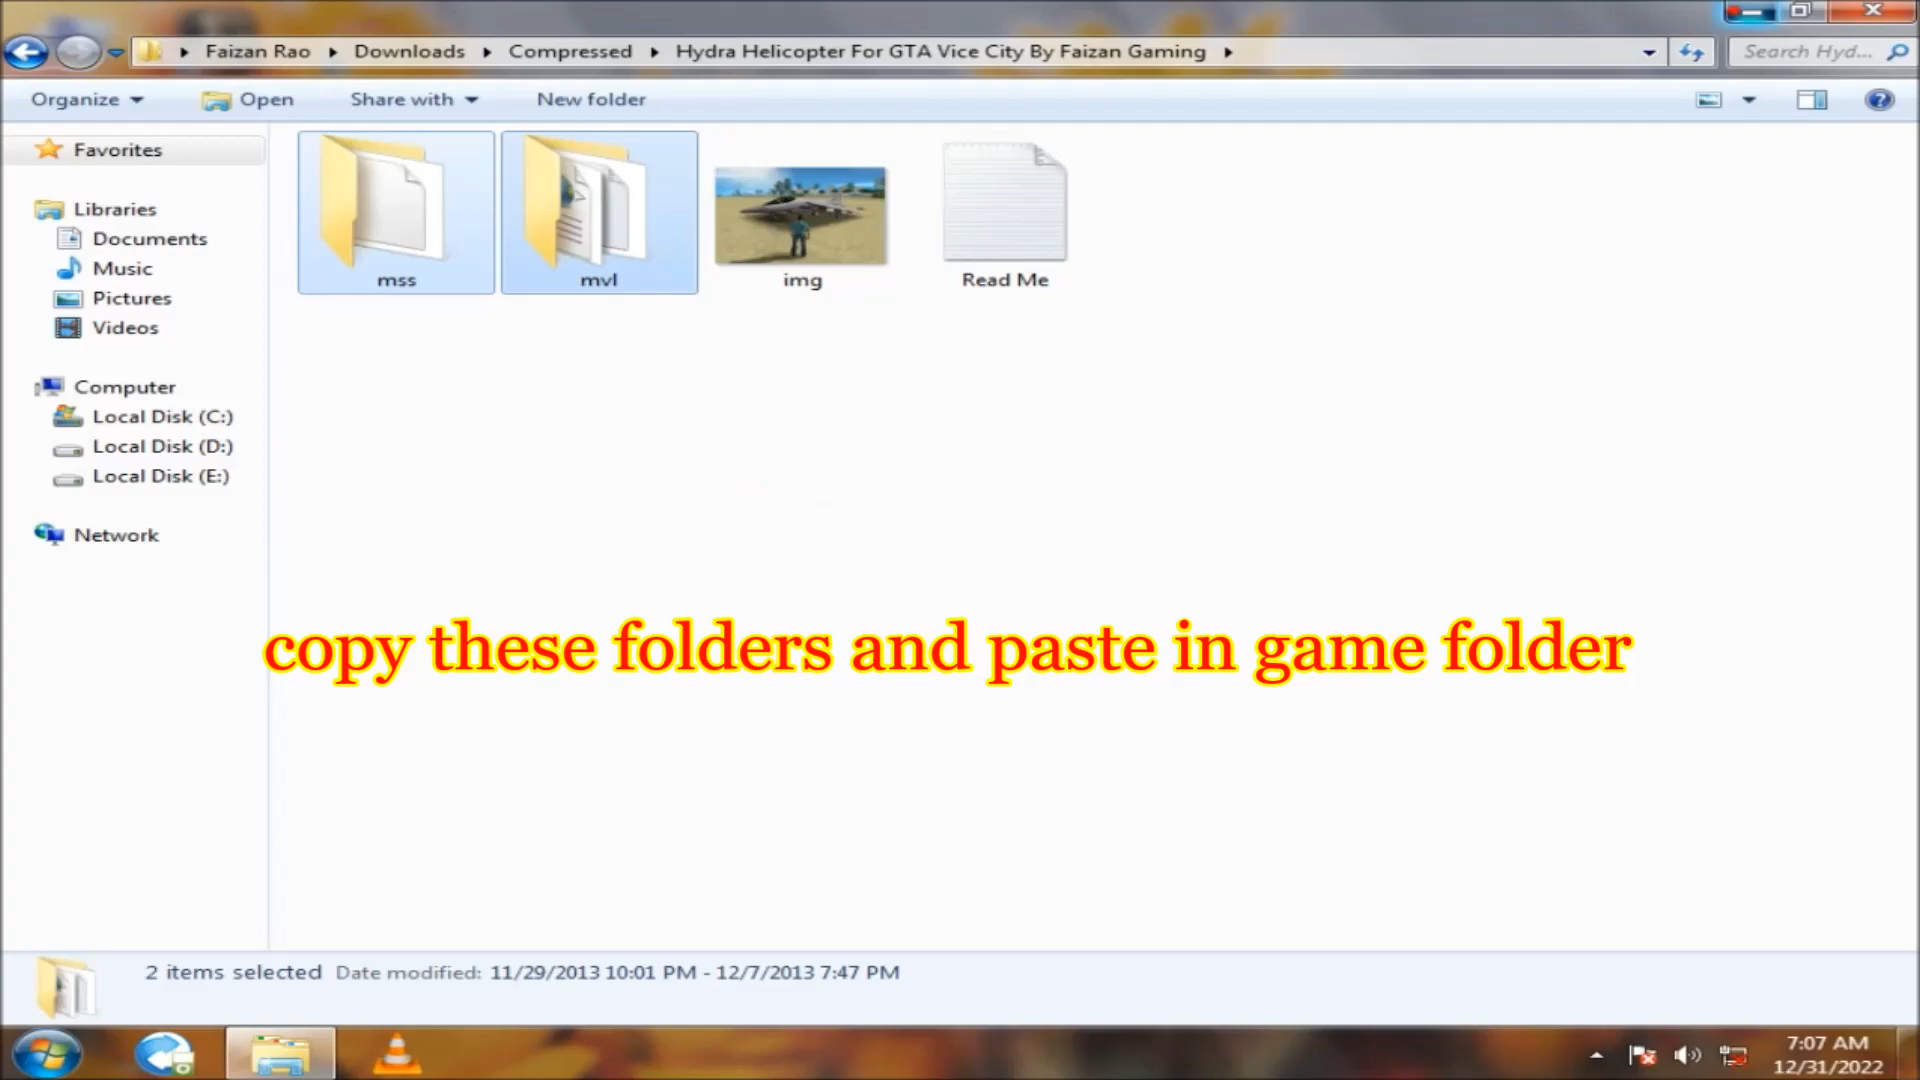 Faizan Rao Downloads Compressed Hydra Helicopter For GTA Vice City By Faizan Gaming
Search Hyd...
Organize Open Share with New folder
Favorites
Libraries
Documents
Music
Pictures
Videos
Computer
Local Disk (C:)
Local Disk (D:)
Local Disk (E:)
Network
mss mvl img Read Me
copy these folders and paste in game folder
2 items selected Date modified: 11/29/2013 10:01 PM - 12/7/2013 7:47 PM
7:07 AM
12/31/2022